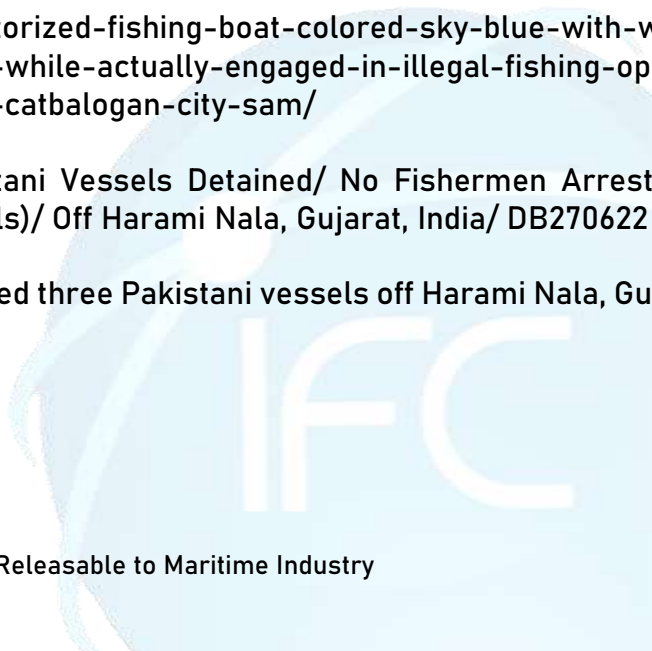 torized-fishing-boat-colored-sky-blue-with-w
-while-actually-engaged-in-illegal-fishing-op
-catbalogan-city-sam/
tani Vessels Detained/ No Fishermen Arrest
ls)/ Off Harami Nala, Gujarat, India/ DB270622
ed three Pakistani vessels off Harami Nala, Gu
IFC
Releasable to Maritime Industry